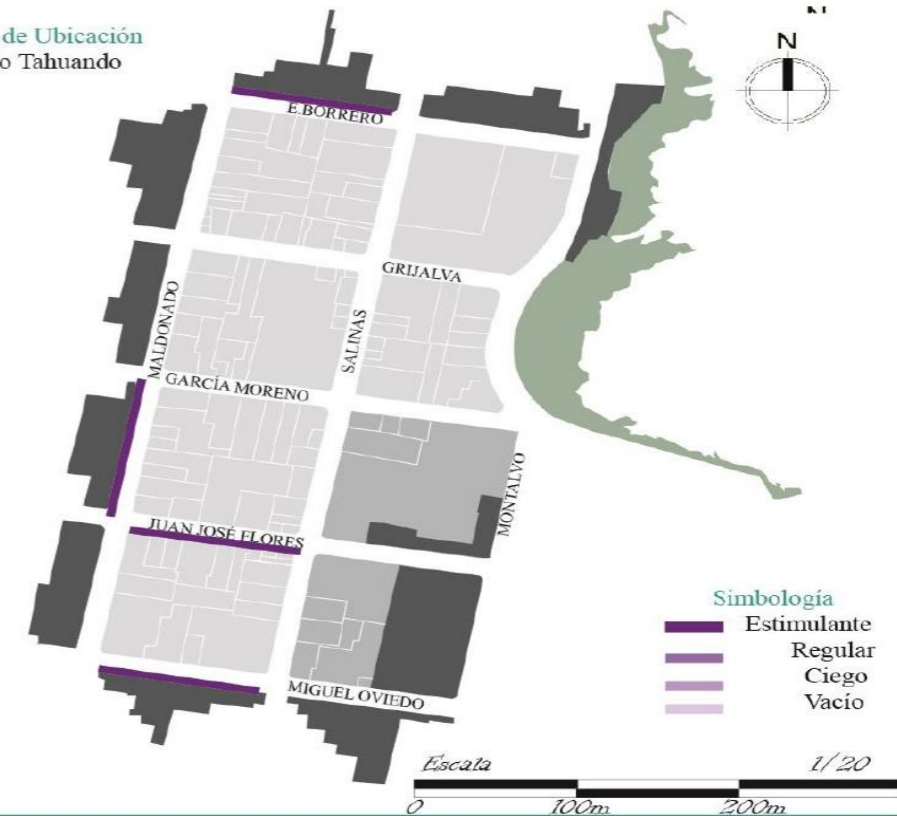 de Ubicación
o Tahuando
N
E.BORRERO
GRIJALVA
MALDONADO
SALINAS
GARCÍA MORENO
MONTALVO
JUAN JOSÉ FLORES
MIGUEL OVIEDO
Simbología
Estimulante
Regular
Ciego
Vacío
Escala 1/20
0 100m 200m